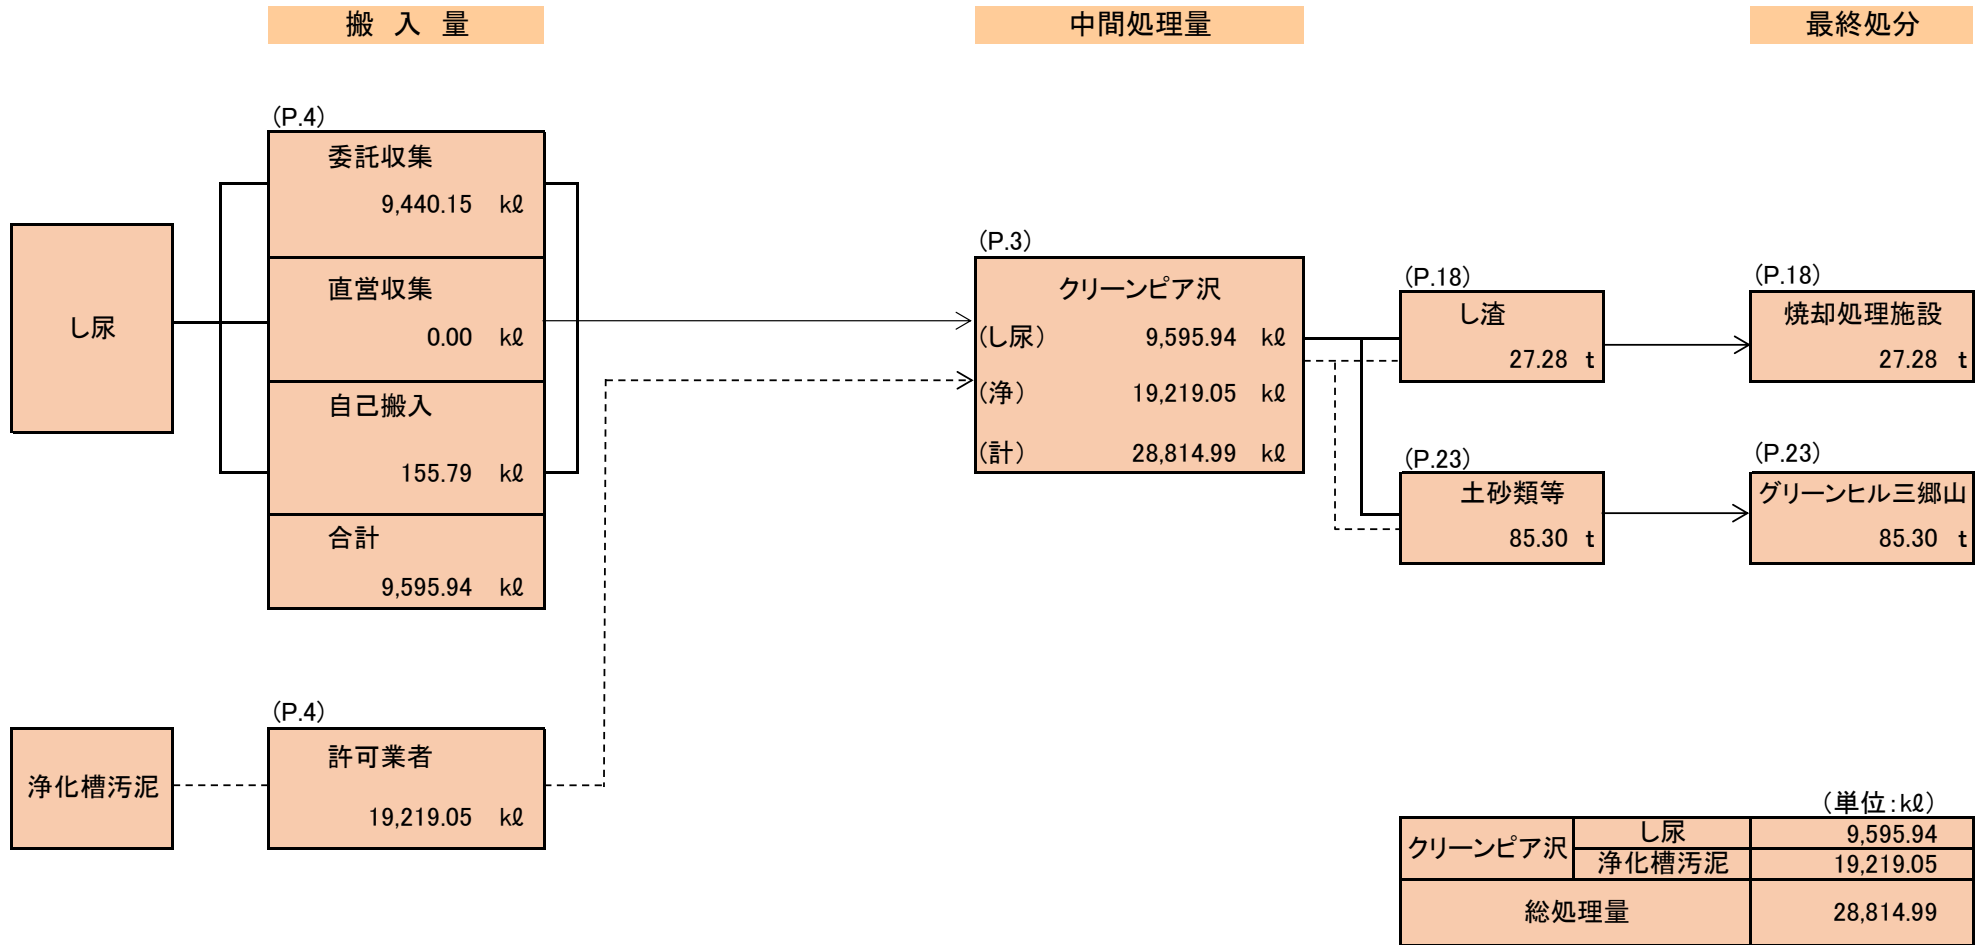 搬 入 量
中間処理量
最終処分
(P.4)
委託収集
9,440.15 kℓ
直営収集
0.00 kℓ
自己搬入
155.79 kℓ
合計
9,595.94 kℓ
し尿
(P.3)
クリーンピア沢
(し尿) 9,595.94 kℓ
(浄) 19,219.05 kℓ
(計) 28,814.99 kℓ
(P.18)
し渣
27.28 t
(P.18)
焼却処理施設
27.28 t
(P.23)
土砂類等
85.30 t
(P.23)
グリーンヒル三郷山
85.30 t
浄化槽汚泥
(P.4)
許可業者
19,219.05 kℓ
(単位:kℓ)
クリーンピア沢 し尿 9,595.94
浄化槽汚泥 19,219.05
総処理量 28,814.99